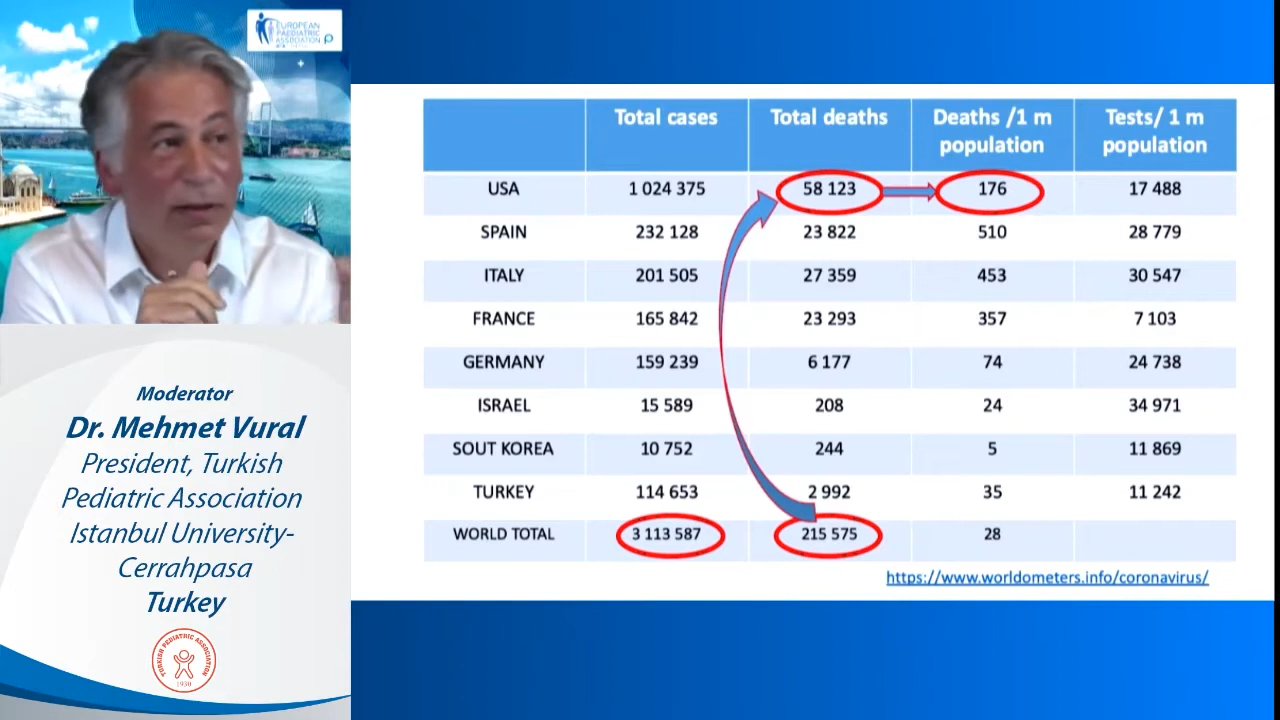 EUROPEAN
PAEDIATRIC
ASSOCIATION
Moderator
Dr. Mehmet Vural
President, Turkish
Pediatric Association
Istanbul University-
Cerrahpasa
Turkey
TURKISH PEDIATRIC ASSOCIATION
1930
Total cases Total deaths Deaths /1 m population Tests/ 1 m population
USA 1 024 375 58 123 176 17 488
SPAIN 232 128 23 822 510 28 779
ITALY 201 505 27 359 453 30 547
FRANCE 165 842 23 293 357 7 103
GERMANY 159 239 6 177 74 24 738
ISRAEL 15 589 208 24 34 971
SOUT KOREA 10 752 244 5 11 869
TURKEY 114 653 2 992 35 11 242
WORLD TOTAL 3 113 587 215 575 28
https://www.worldometers.info/coronavirus/